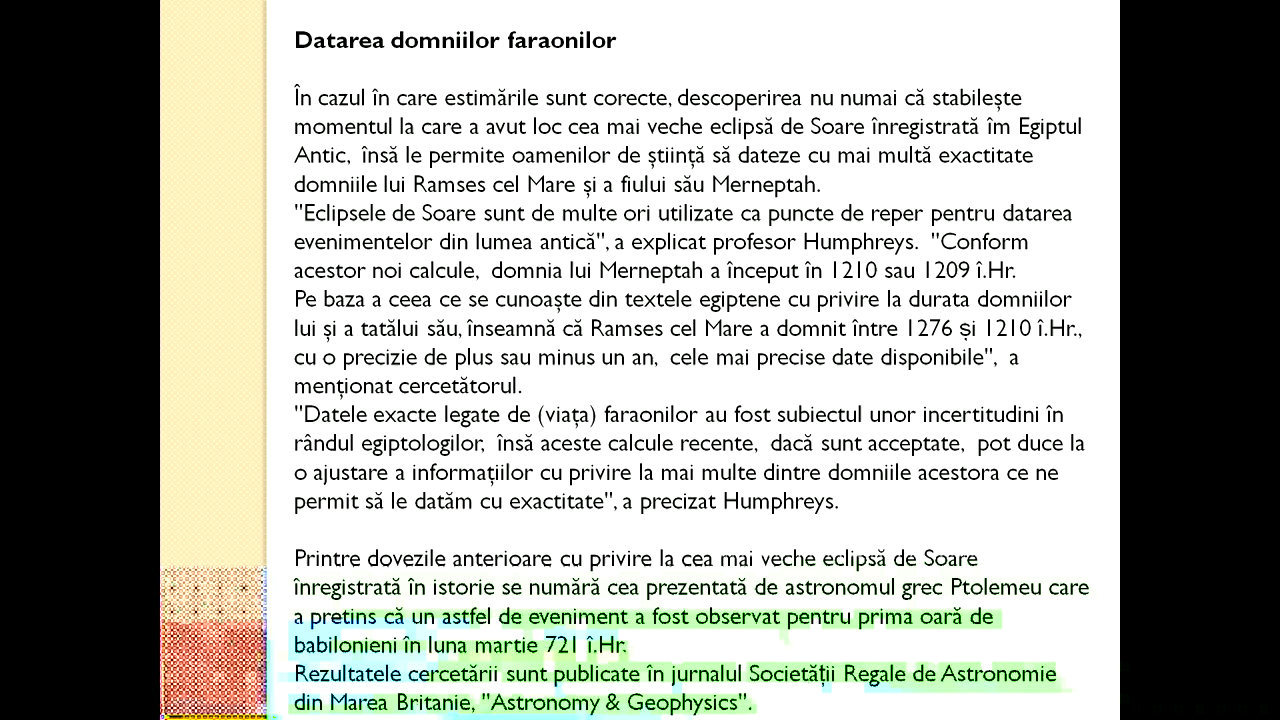 Datarea domniilor faraonilor
În cazul în care estimările sunt corecte, descoperirea nu numai că stabilește
momentul la care a avut loc cea mai veche eclipsă de Soare înregistrată îm Egiptul
Antic,  însă le permite oamenilor de știință să dateze cu mai multă exactitate
domniile lui Ramses cel Mare și a fiului său Merneptah.
"Eclipsele de Soare sunt de multe ori utilizate ca puncte de reper pentru datarea
evenimentelor din lumea antică", a explicat profesor Humphreys.  "Conform
acestor noi calcule,  domnia lui Merneptah a început în 1210 sau 1209 î.Hr.
Pe baza a ceea ce se cunoaște din textele egiptene cu privire la durata domniilor
lui și a tatălui său, înseamnă că Ramses cel Mare a domnit între 1276 și 1210 î.Hr.,
cu o precizie de plus sau minus un an,  cele mai precise date disponibile",  a
menționat cercetătorul.
"Datele exacte legate de (viața) faraonilor au fost subiectul unor incertitudini în
rândul egiptologilor,  însă aceste calcule recente,  dacă sunt acceptate,  pot duce la
o ajustare a informațiilor cu privire la mai multe dintre domniile acestora ce ne
permit să le datăm cu exactitate", a precizat Humphreys.
Printre dovezile anterioare cu privire la cea mai veche eclipsă de Soare
înregistrată în istorie se numără cea prezentată de astronomul grec Ptolemeu care
a pretins că un astfel de eveniment a fost observat pentru prima oară de
babilonieni în luna martie 721 î.Hr.
Rezultatele cercetării sunt publicate în jurnalul Societății Regale de Astronomie
din Marea Britanie, "Astronomy & Geophysics".